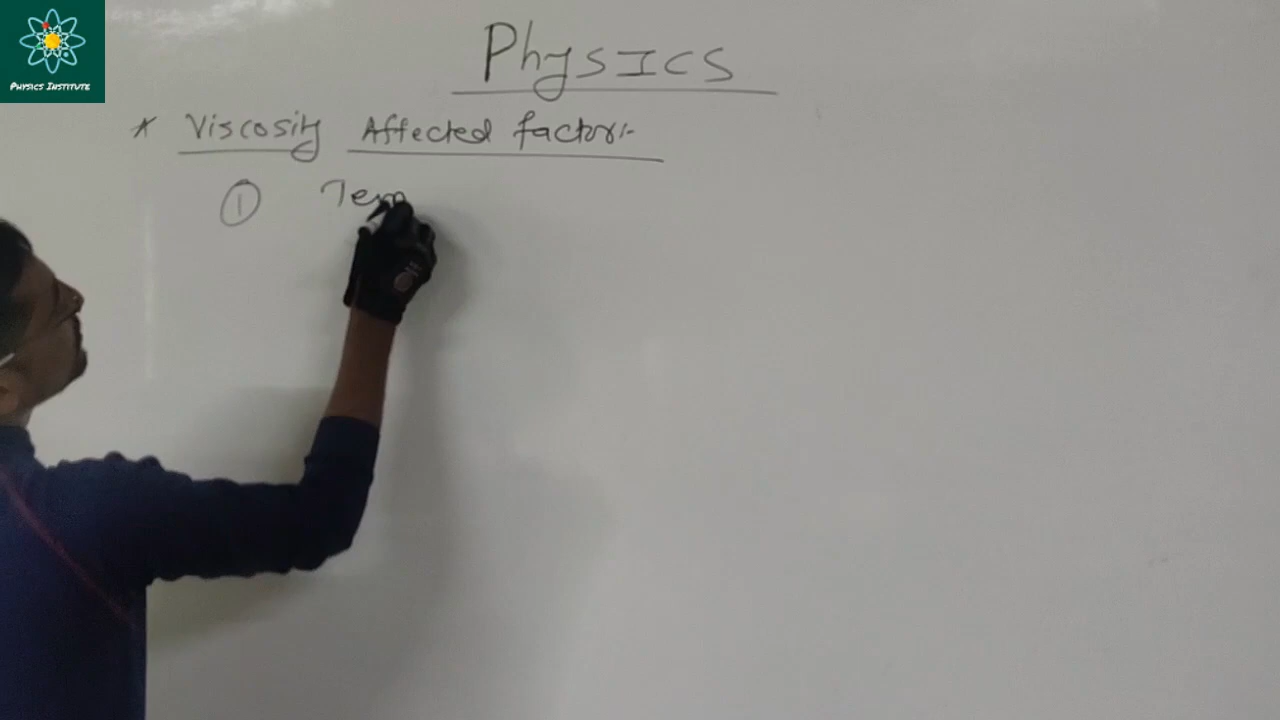 PHYSICS INSTITUTE
Physics
* Viscosity Affected factor:-
① Tem